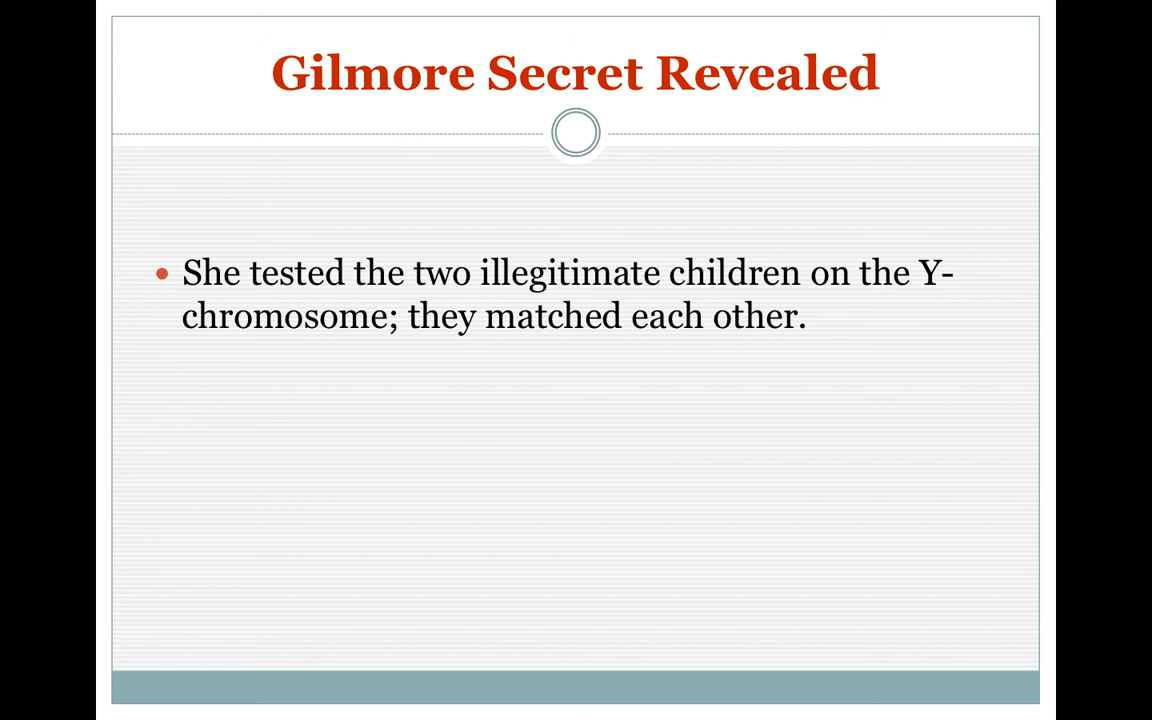 Gilmore Secret Revealed
• She tested the two illegitimate children on the Y-
chromosome; they matched each other.